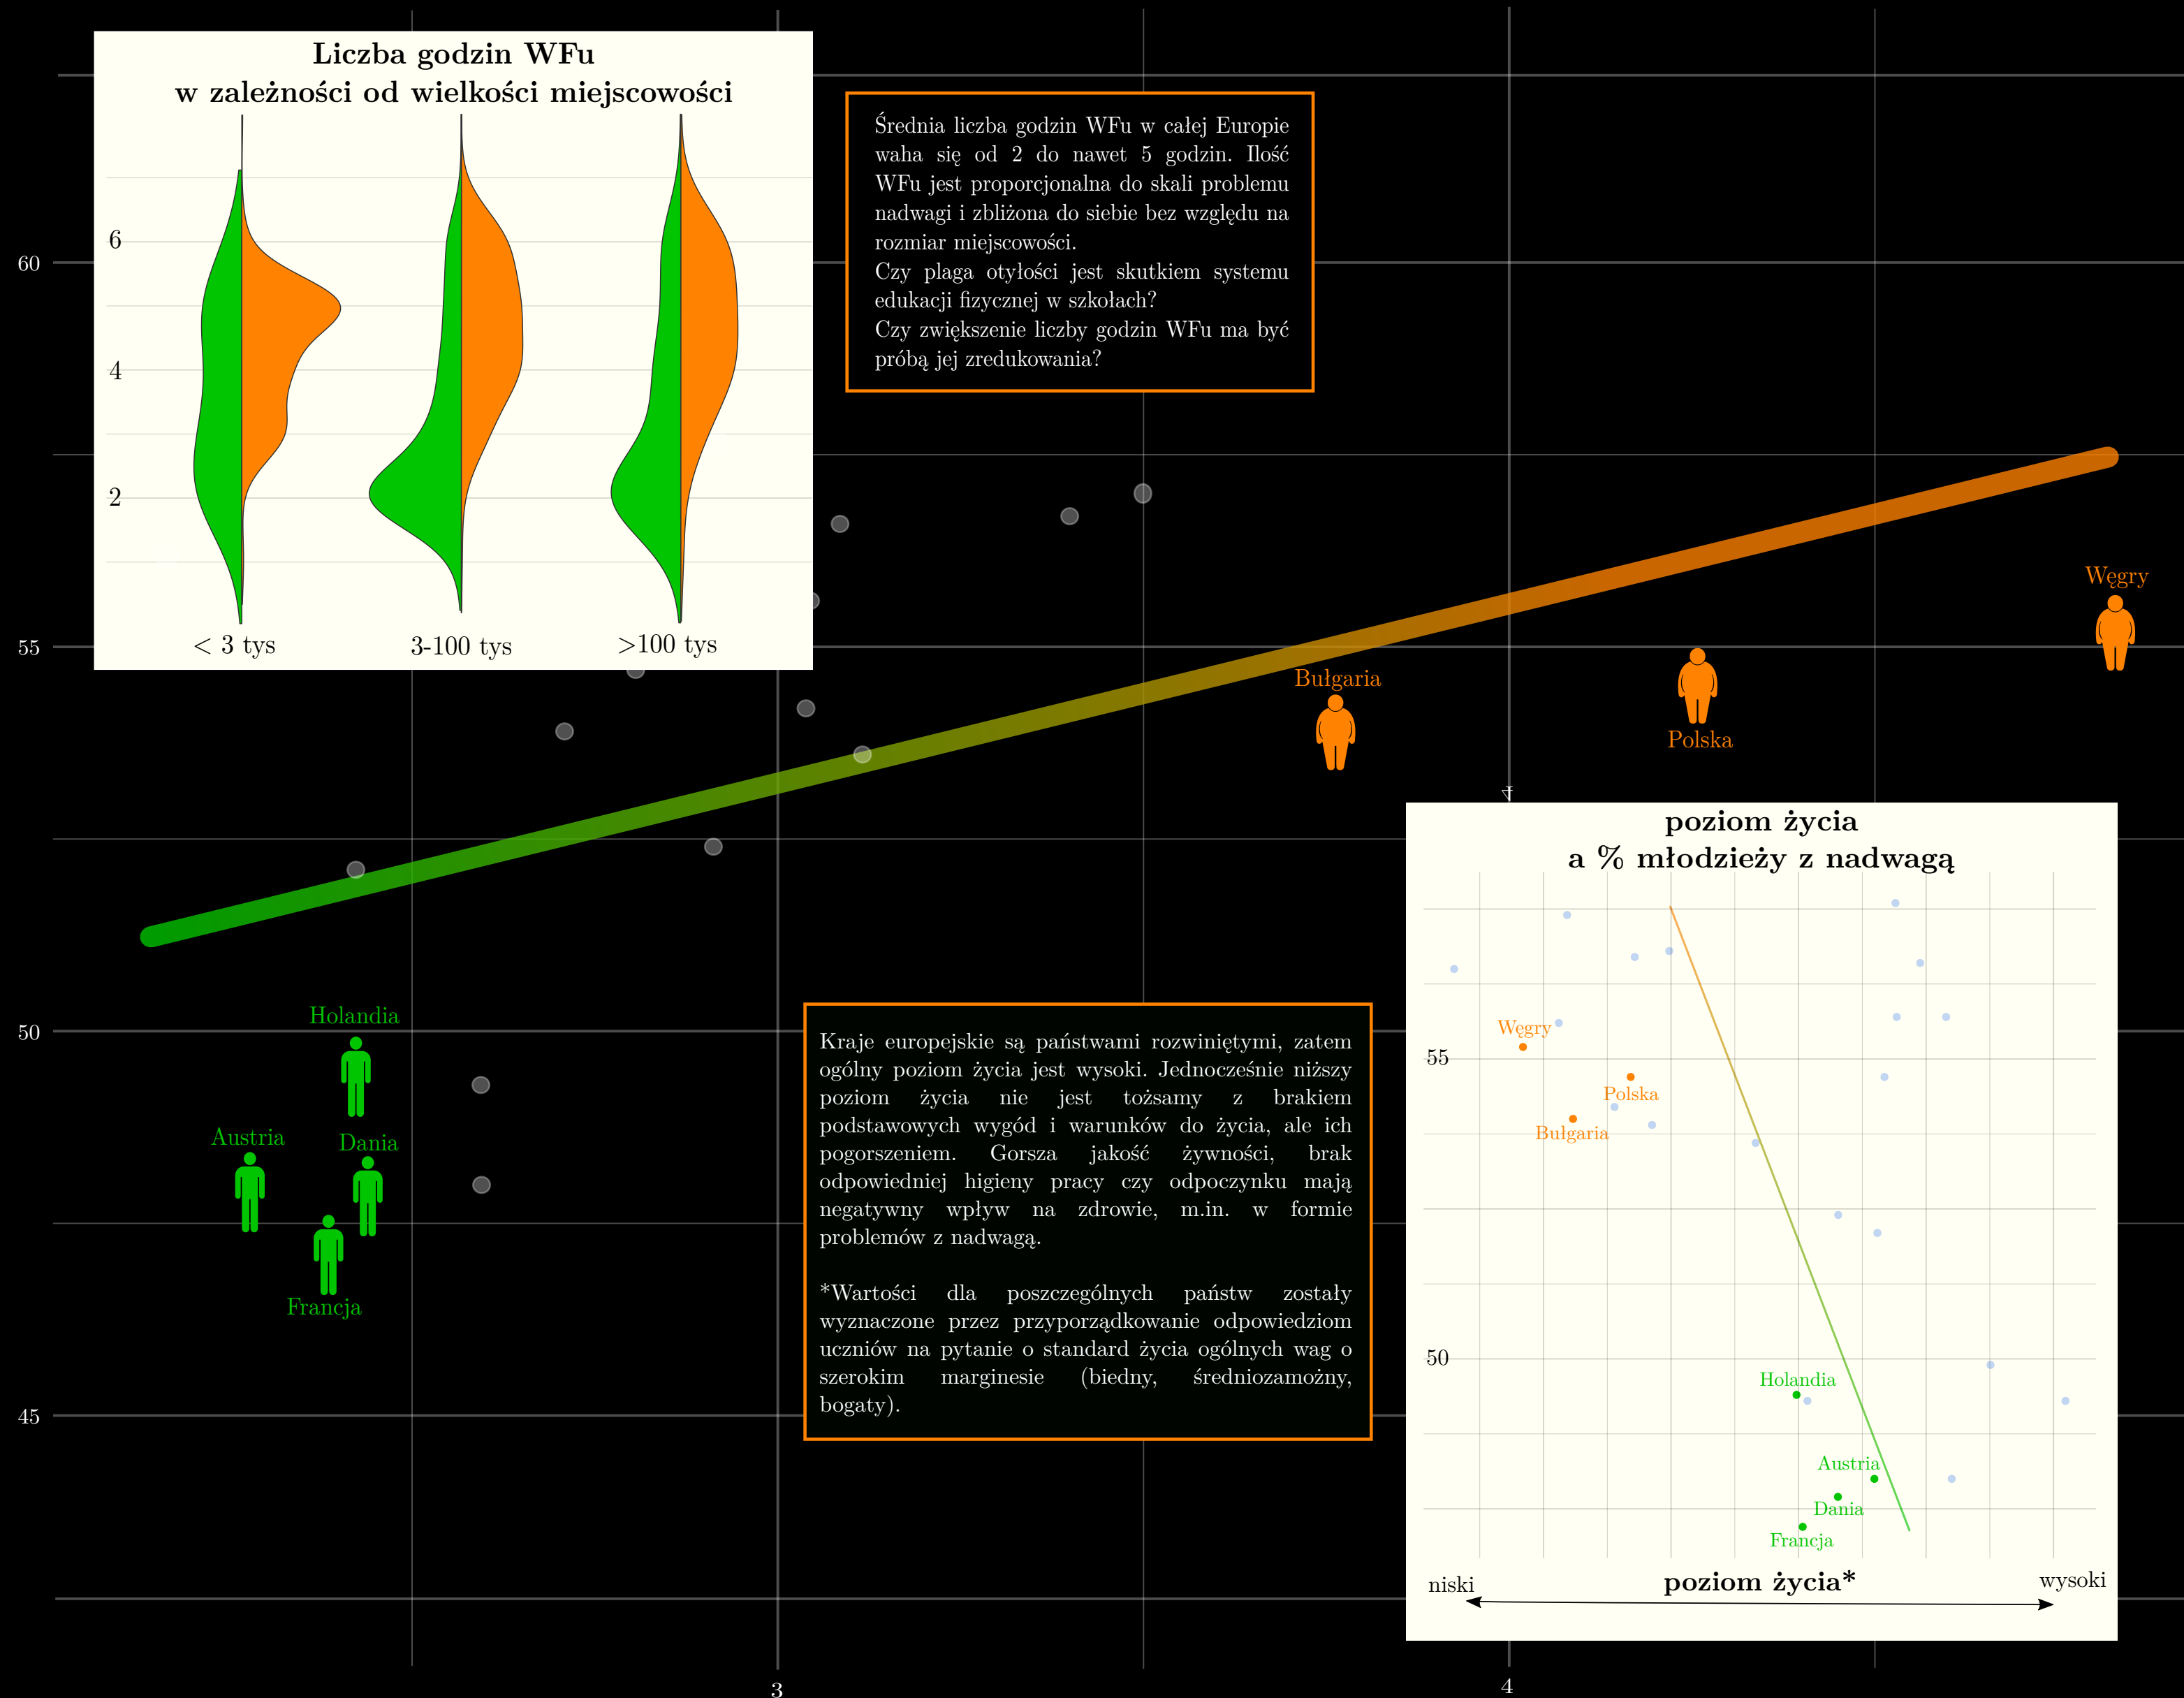 Liczba godzin WFu
w zależności od wielkości miejscowości
6
4
2
< 3 tys
3-100 tys
>100 tys
Średnia liczba godzin WFu w całej Europie
waha się od 2 do nawet 5 godzin. Ilość
WFu jest proporcjonalna do skali problemu
nadwagi i zbliżona do siebie bez względu na
rozmiar miejscowości.
Czy plaga otyłości jest skutkiem systemu
edukacji fizycznej w szkołach?
Czy zwiększenie liczby godzin WFu ma być
próbą jej zredukowania?
60
55
50
45
Węgry
Bułgaria
Polska
Holandia
Austria
Dania
Francja
Kraje europejskie są państwami rozwiniętymi, zatem
ogólny poziom życia jest wysoki. Jednocześnie niższy
poziom życia nie jest tożsamy z brakiem
podstawowych wygód i warunków do życia, ale ich
pogorszeniem. Gorsza jakość żywności, brak
odpowiedniej higieny pracy czy odpoczynku mają
negatywny wpływ na zdrowie, m.in. w formie
problemów z nadwagą.
*Wartości dla poszczególnych państw zostały
wyznaczone przez przyporządkowanie odpowiedziom
uczniów na pytanie o standard życia ogólnych wag o
szerokim marginesie (biedny, średniozamożny,
bogaty).
poziom życia
a % młodzieży z nadwagą
Węgry
55
Polska
Bułgaria
50
Holandia
Austria
Dania
Francja
niski
poziom życia*
wysoki
3
4